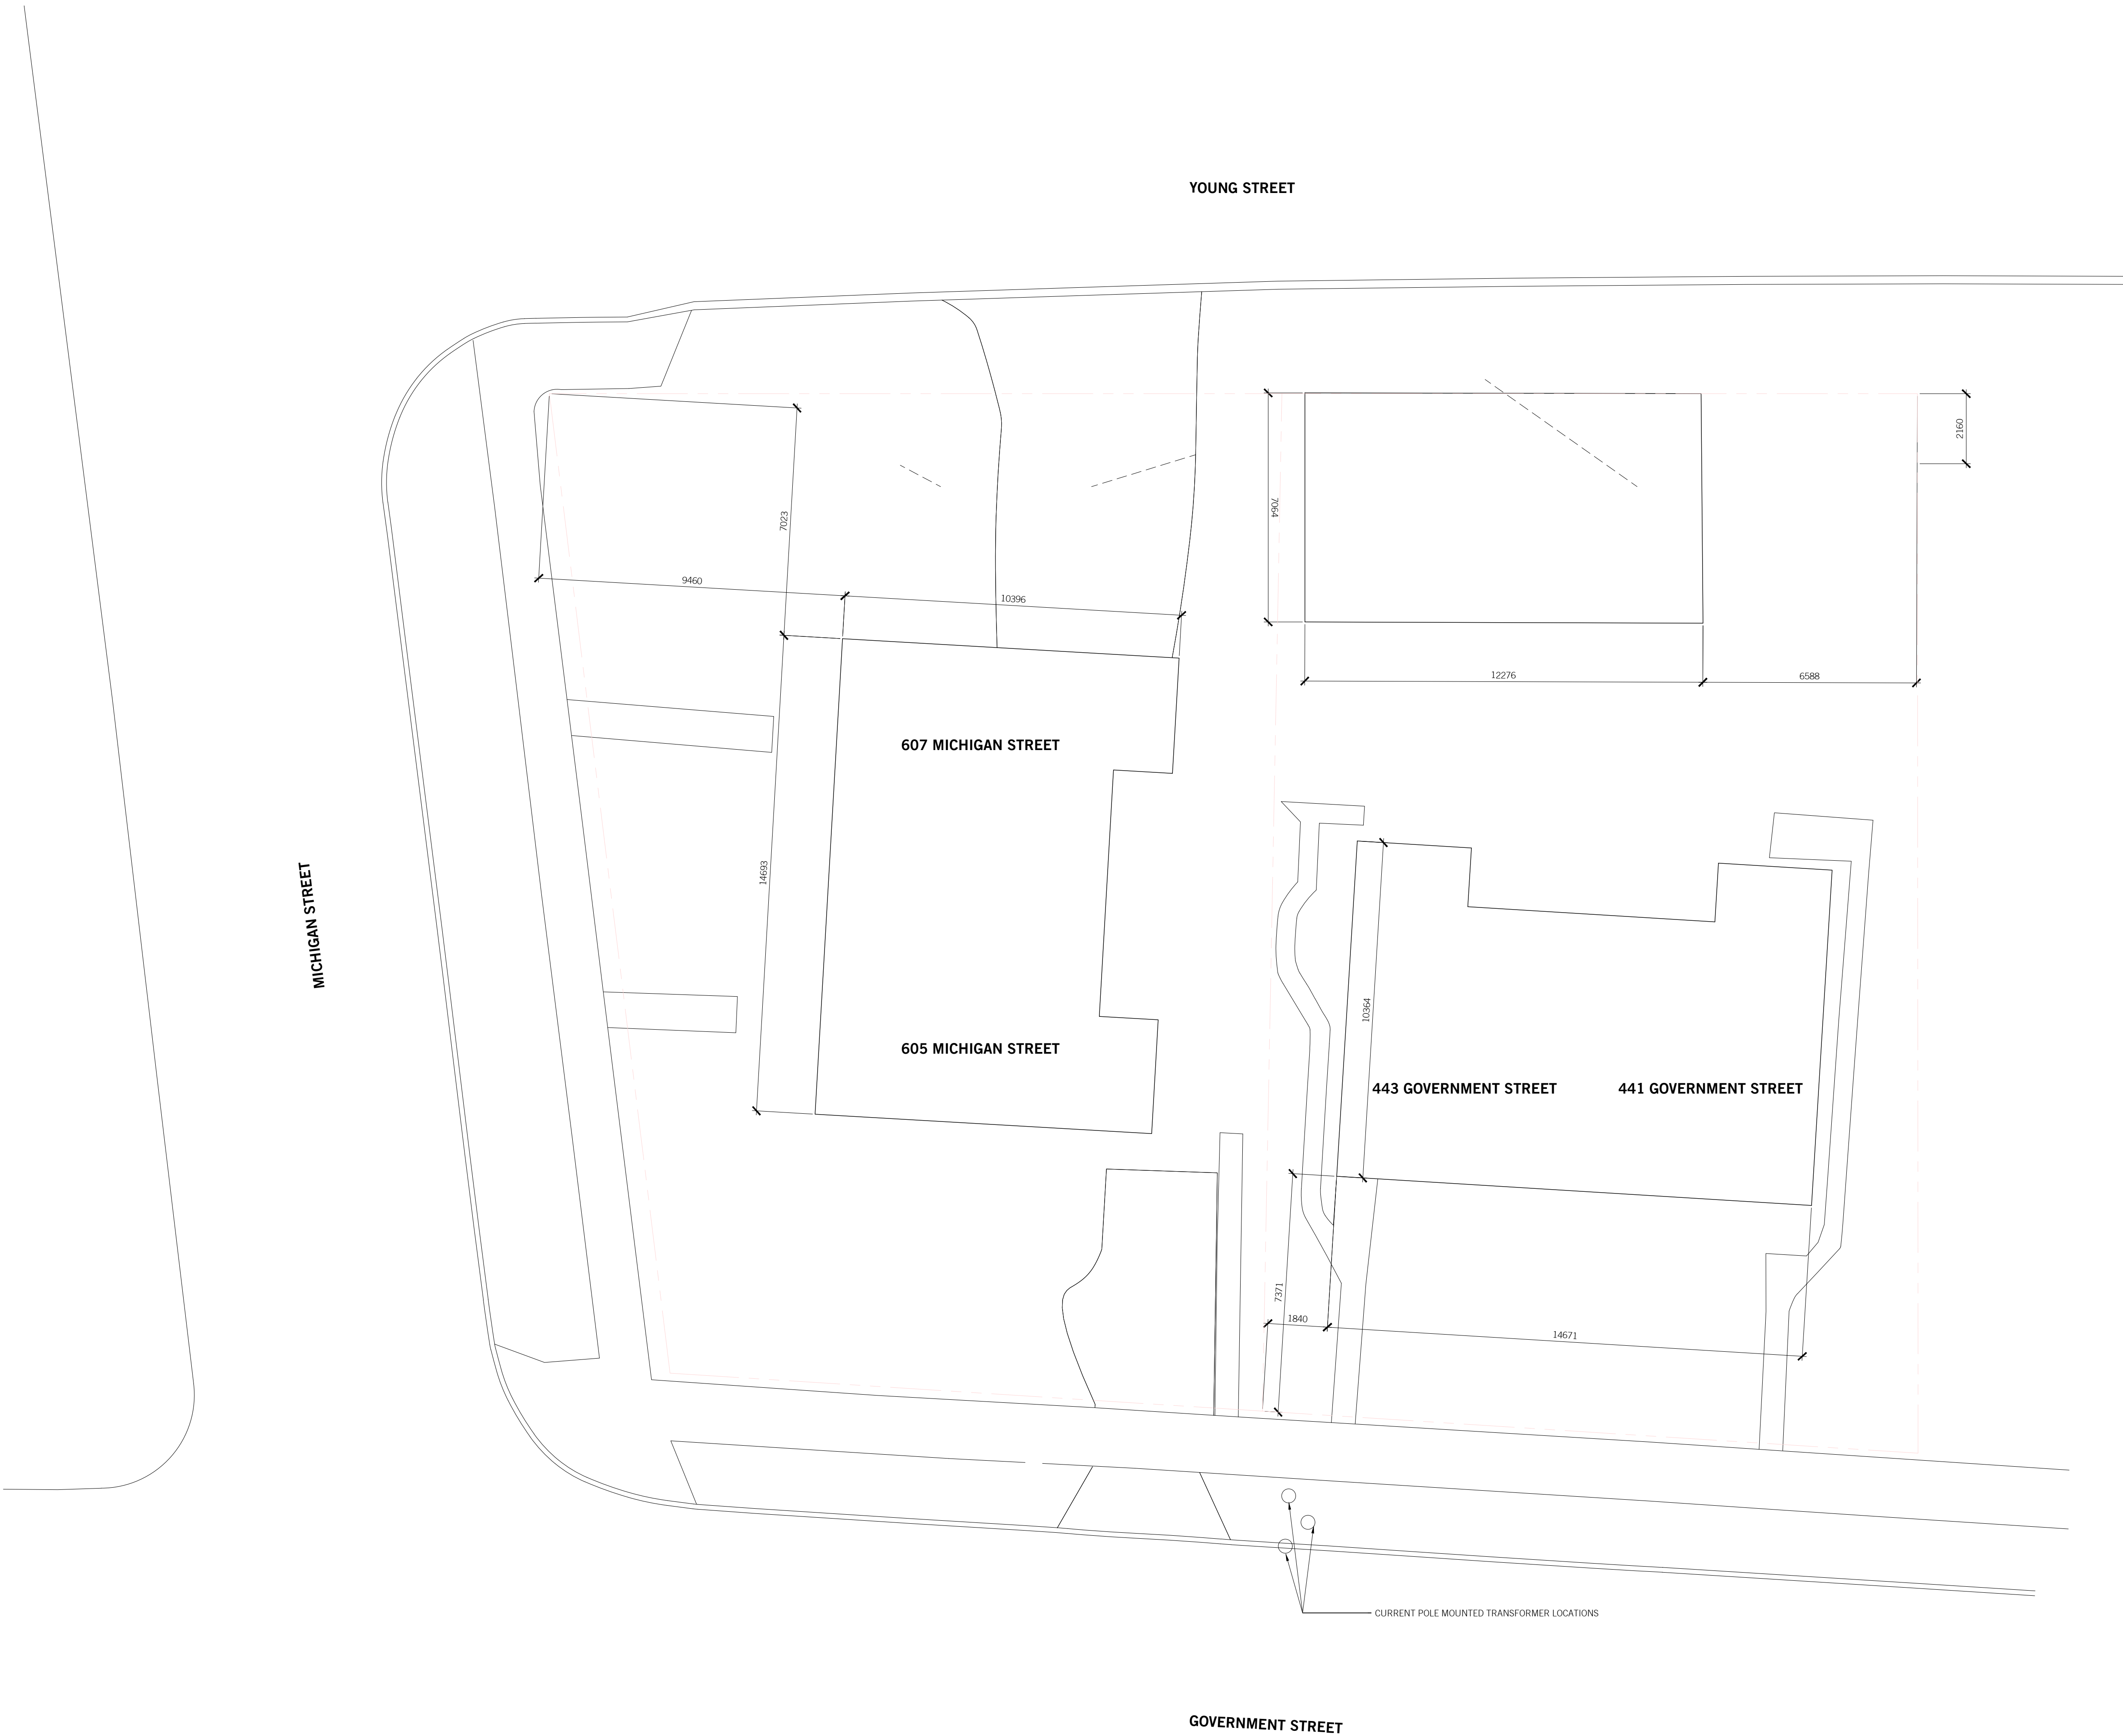 YOUNG STREET
2160
7064
7023
9460
10396
12276
6588
607 MICHIGAN STREET
14693
MICHIGAN STREET
10364
605 MICHIGAN STREET
443 GOVERNMENT STREET
441 GOVERNMENT STREET
7371
1840
14671
CURRENT POLE MOUNTED TRANSFORMER LOCATIONS
GOVERNMENT STREET